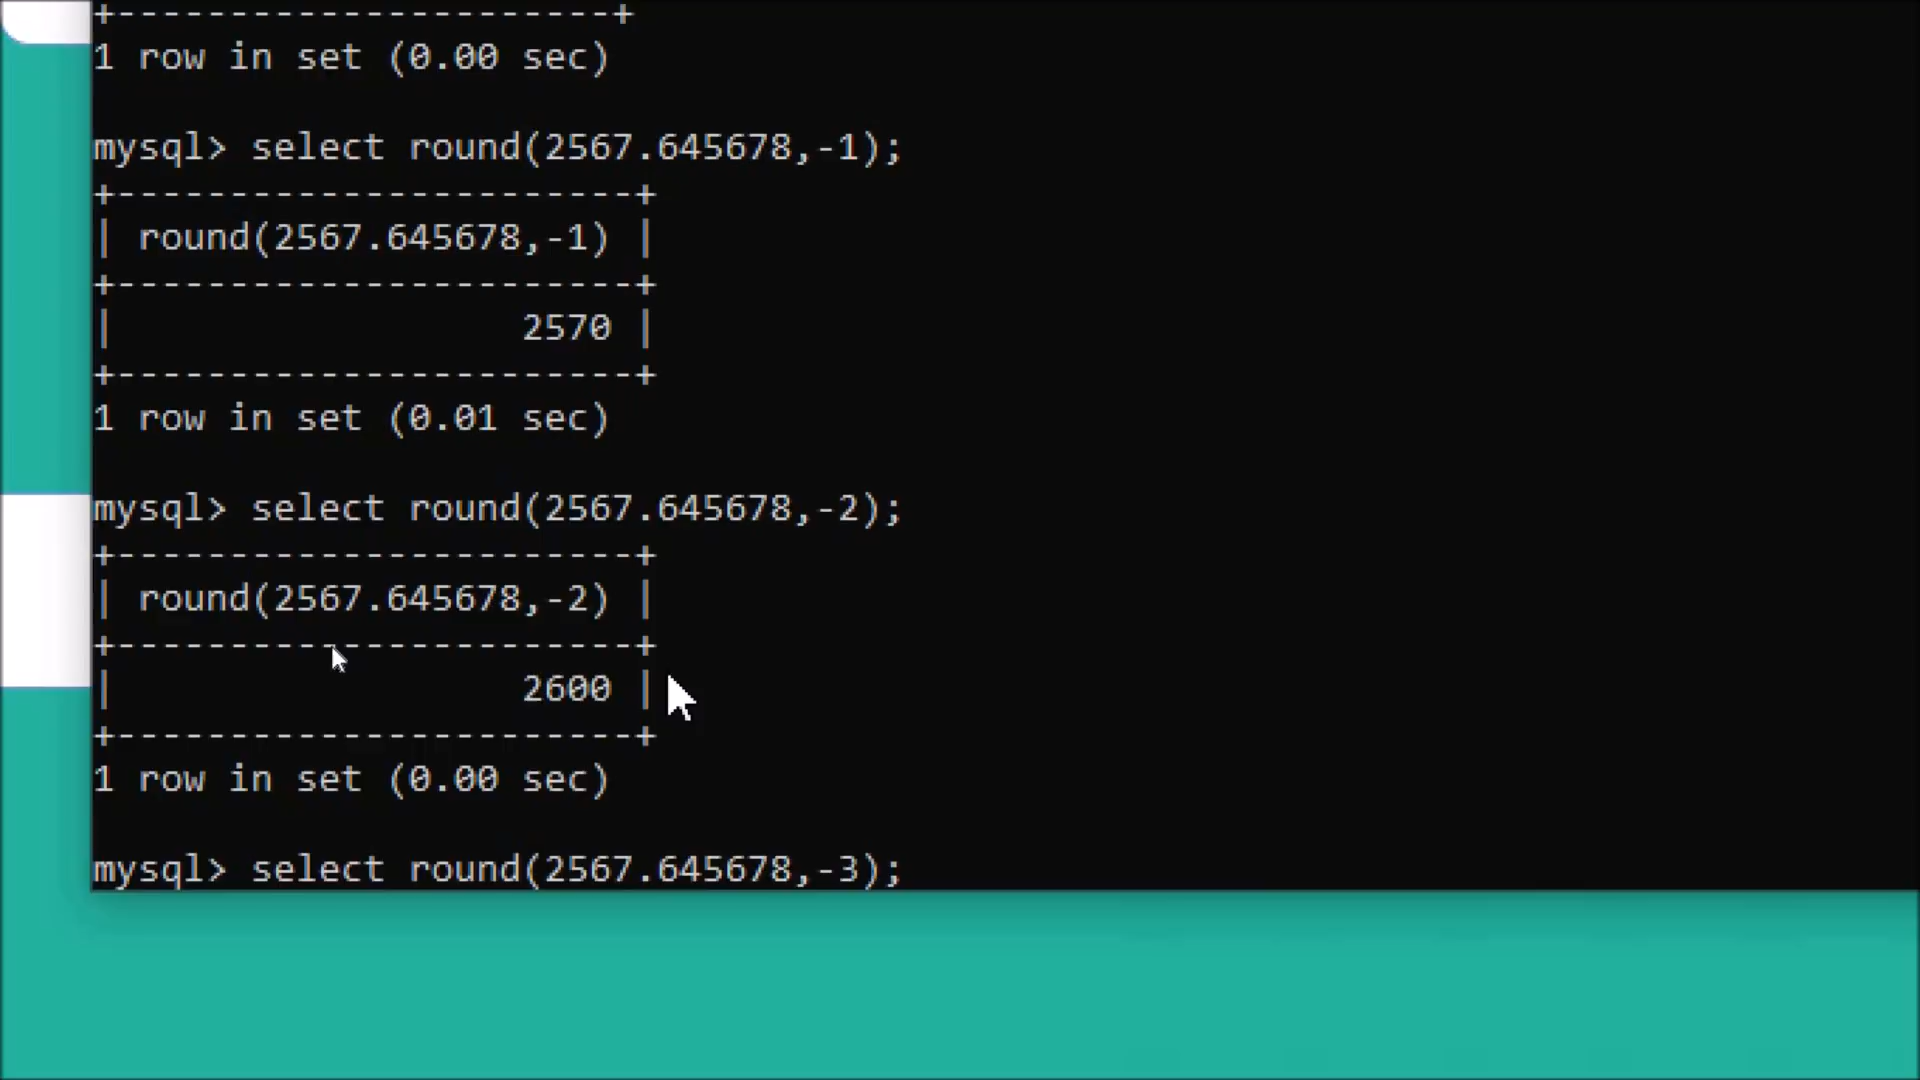 +-----------------------+
1 row in set (0.00 sec)
mysql> select round(2567.645678,-1);
+-----------------------+
| round(2567.645678,-1) |
+-----------------------+
|                  2570 |
+-----------------------+
1 row in set (0.01 sec)
mysql> select round(2567.645678,-2);
+-----------------------+
| round(2567.645678,-2) |
+-----------------------+
|                  2600 |
+-----------------------+
1 row in set (0.00 sec)
mysql> select round(2567.645678,-3);